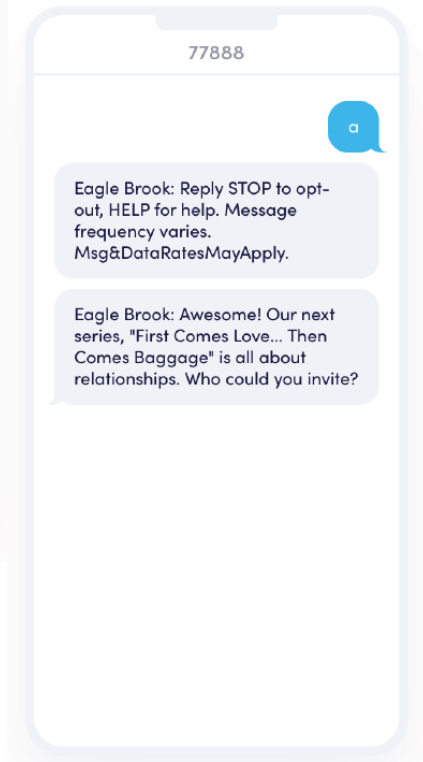 77888
a
Eagle Brook: Reply STOP to opt-
out, HELP for help. Message
frequency varies.
Msg&DataRatesMayApply.
Eagle Brook: Awesome! Our next
series, "First Comes Love... Then
Comes Baggage" is all about
relationships. Who could you invite?